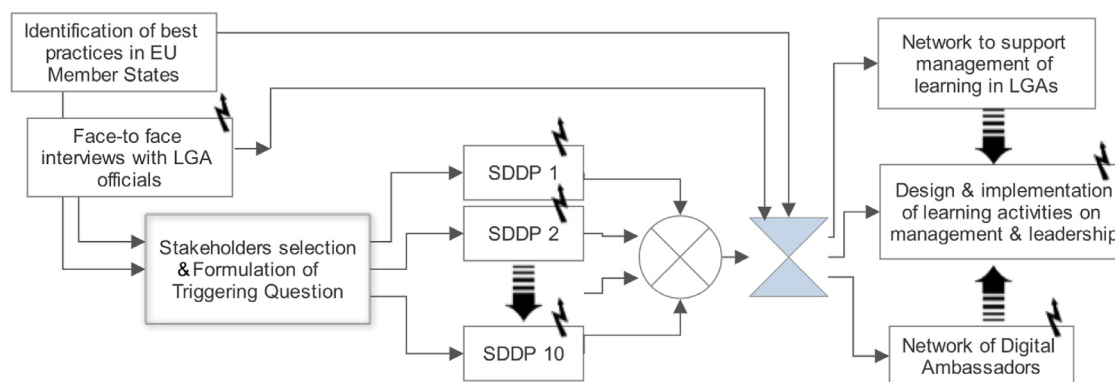 Identification of best
practices in EU
Member States
Face-to face
interviews with LGA
officials
Stakeholders selection
& Formulation of
Triggering Question
SDDP 1
SDDP 2
SDDP 10
Network to support
management of
learning in LGAs
Design & implementation
of learning activities on
management & leadership
Network of Digital
Ambassadors